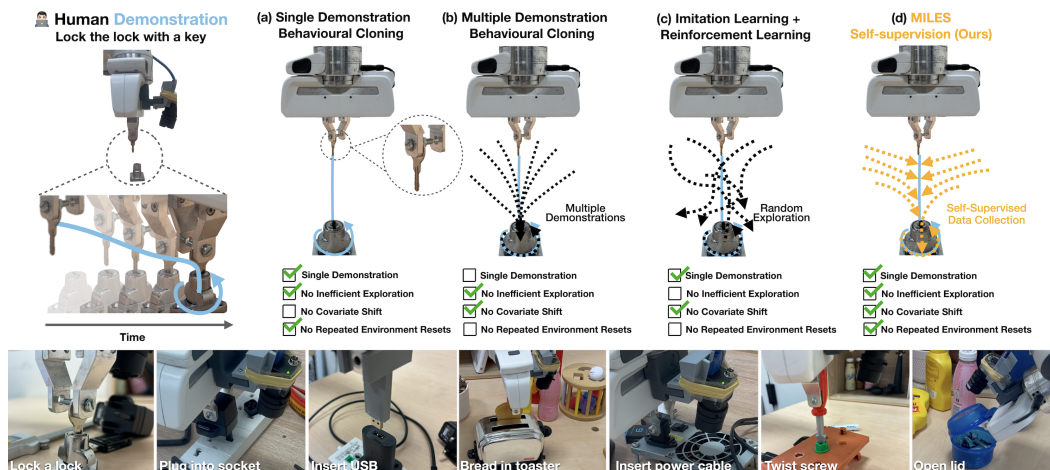 Human Demonstration
Lock the lock with a key
Time
(a) Single Demonstration
Behavioural Cloning
Single Demonstration
No Inefficient Exploration
No Covariate Shift
No Repeated Environment Resets
(b) Multiple Demonstration
Behavioural Cloning
Multiple
Demonstrations
Single Demonstration
No Inefficient Exploration
No Covariate Shift
No Repeated Environment Resets
(c) Imitation Learning +
Reinforcement Learning
Random
Exploration
Single Demonstration
No Inefficient Exploration
No Covariate Shift
No Repeated Environment Resets
(d) MILES
Self-supervision (Ours)
Self-Supervised
Data Collection
Single Demonstration
No Inefficient Exploration
No Covariate Shift
No Repeated Environment Resets
Lock a lock
Plug into socket
Insert USB
Bread in toaster
Insert power cable
Twist screw
Open lid